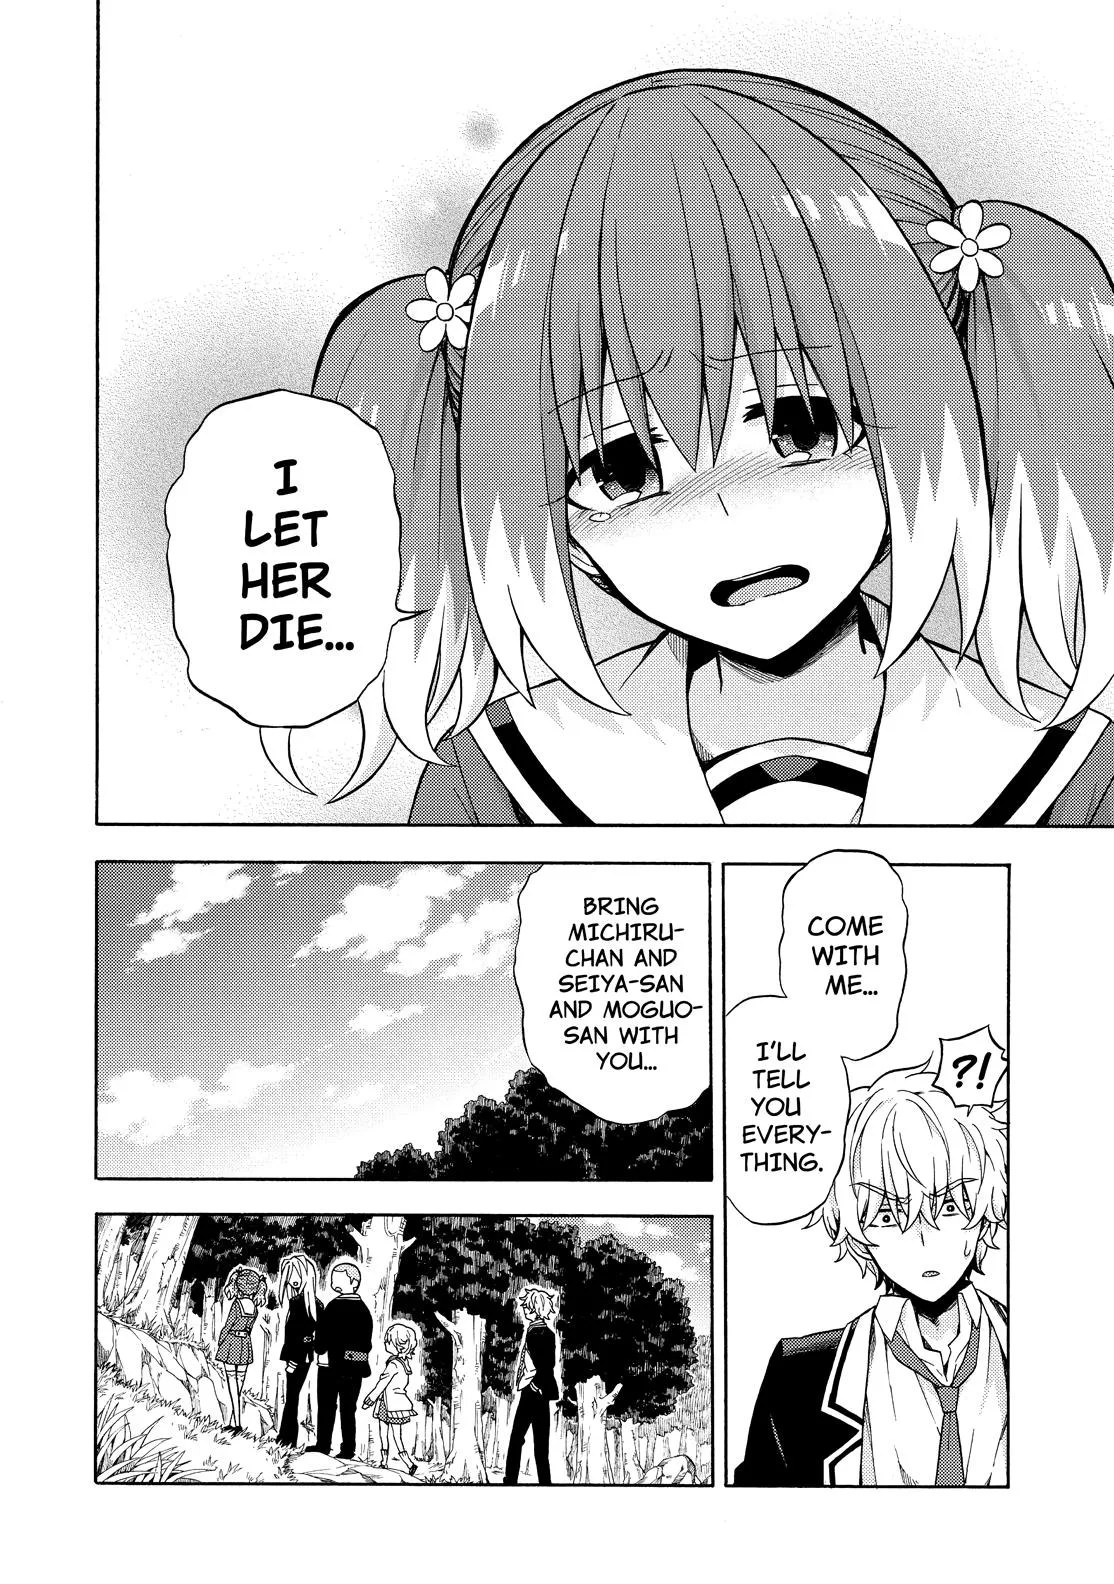 I
LET
HER
DIE...
COME
WITH
ME...
I'LL
TELL
YOU
EVERY-
THING.
?!
BRING
MICHIRU-
CHAN AND
SEIYA-SAN
AND MOGUO-
SAN WITH
YOU...